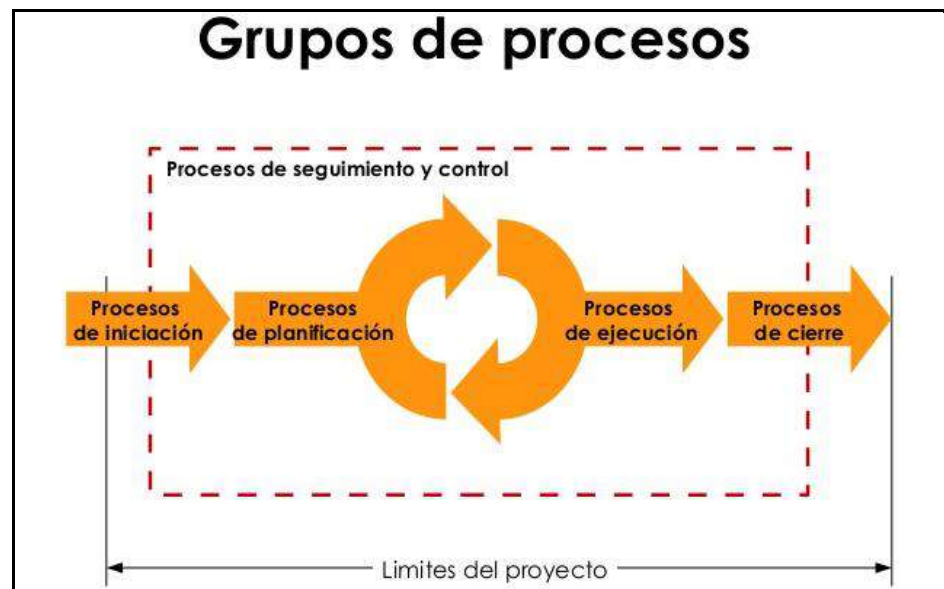 Grupos de procesos
Procesos de seguimiento y control
Procesos
de iniciación
Procesos
de planificación
Procesos
de ejecución
Procesos
de cierre
Limites del proyecto